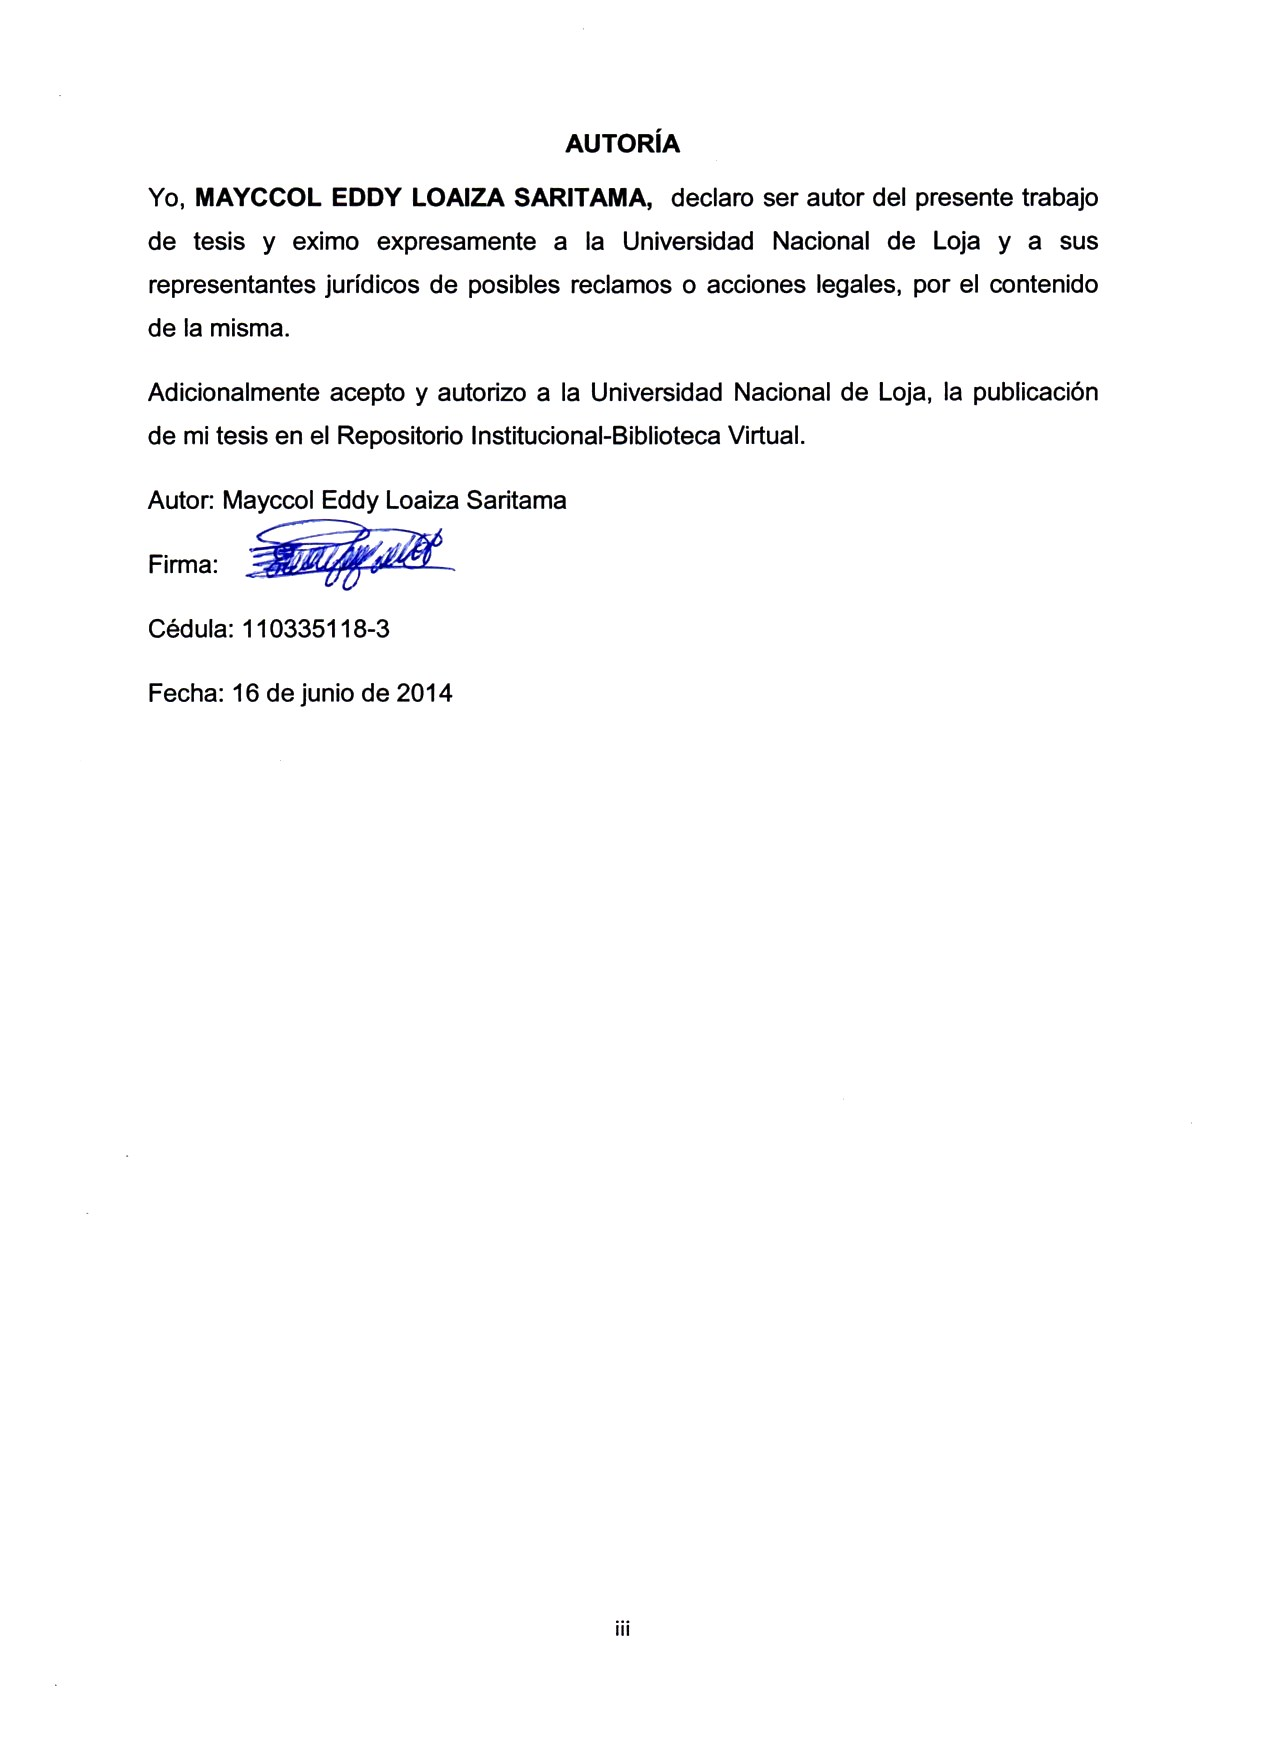 AUTORÍA
Yo, MAYCCOL EDDY LOAIZA SARITAMA, declaro ser autor del presente trabajo
de tesis y eximo expresamente a la Universidad Nacional de Loja y a sus
representantes jurídicos de posibles reclamos o acciones legales, por el contenido
de la misma.
Adicionalmente acepto y autorizo a la Universidad Nacional de Loja, la publicación
de mi tesis en el Repositorio Institucional-Biblioteca Virtual.
Autor: Mayccol Eddy Loaiza Saritama
Firma:
Cédula: 110335118-3
Fecha: 16 de junio de 2014
iii